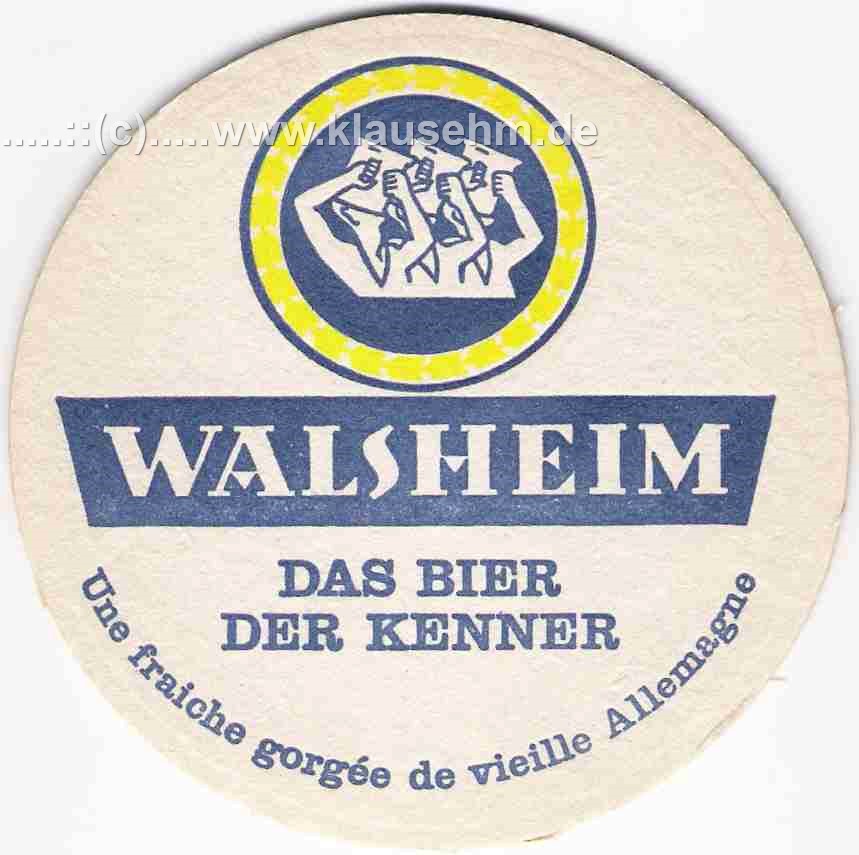 .....::(c).....www.klausehm.de
WALSHEIM
DAS BIER
DER KENNER
Une fraiche gorgée de vieille Allemagne